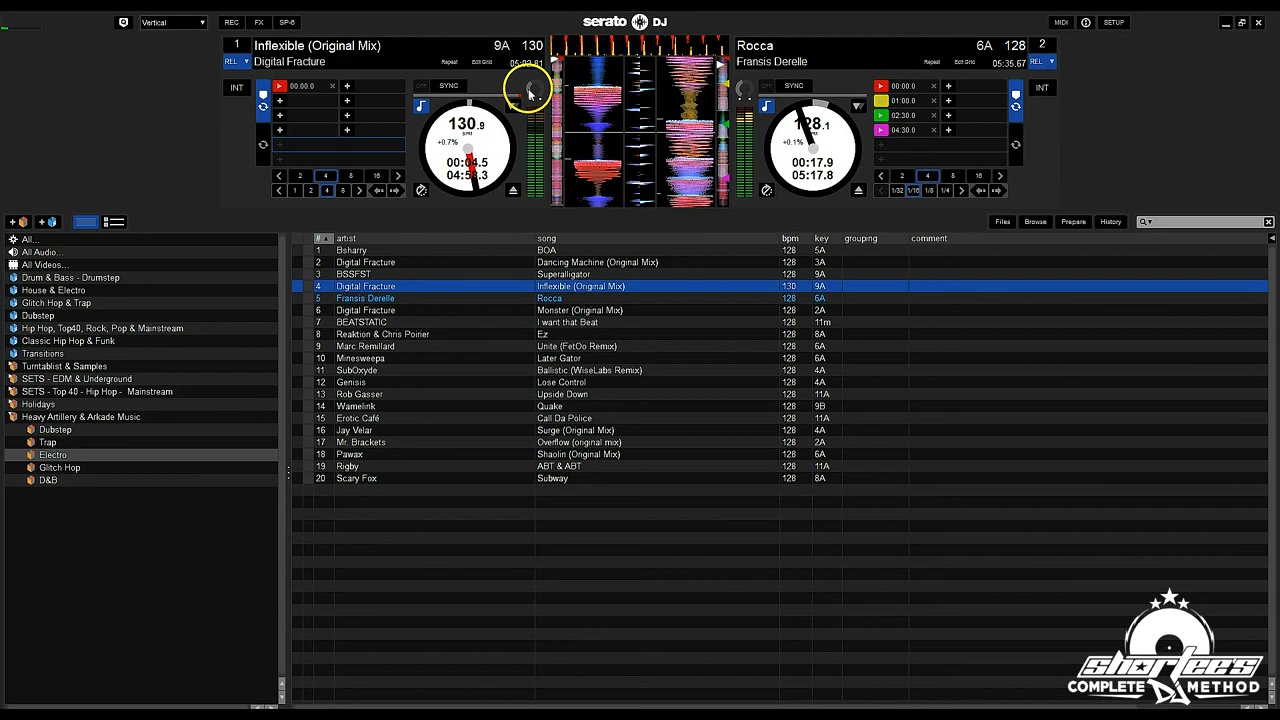 Vertical REC FX SP-6 serato DJ MIDI SETUP
1 Inflexible (Original Mix) 9A 130
REL Digital Fracture Repeat Edit Grid 05:02.81
INT 00:00.0 SYNC
130.9
BPM
+0.7%
00:04.5
04:58.3
2 4 8 16
1 2 4 8
Rocca 6A 128 2
Fransis Derelle Repeat Edit Grid 05:35.67 REL
OFF SYNC 00:00.0 INT
01:00.0
02:30.0
04:30.0
128.1
BPM
+0.1%
00:17.9
05:17.8
2 4 8 16
1/32 1/16 1/8 1/4
Files Browse Prepare History
All...
All Audio...
All Videos...
Drum & Bass - Drumstep
House & Electro
Glitch Hop & Trap
Dubstep
Hip Hop, Top40, Rock, Pop & Mainstream
Classic Hip Hop & Funk
Transitions
Turntablist & Samples
SETS - EDM & Underground
SETS - Top 40 - Hip Hop - Mainstream
Holidays
Heavy Artillery & Arkade Music
Dubstep
Trap
Electro
Glitch Hop
D&B
# artist song bpm key grouping comment
1 Bsharry BOA 128 5A
2 Digital Fracture Dancing Machine (Original Mix) 128 3A
3 BSSFST Superalligator 128 9A
4 Digital Fracture Inflexible (Original Mix) 130 9A
5 Fransis Derelle Rocca 128 6A
6 Digital Fracture Monster (Original Mix) 128 2A
7 BEATSTATIC I want that Beat 128 11m
8 Reaktion & Chris Poirier Ez 128 8A
9 Marc Remillard Unite (FetOo Remix) 128 6A
10 Minesweepa Later Gator 128 6A
11 SubOxyde Ballistic (WiseLabs Remix) 128 4A
12 Genisis Lose Control 128 6A
13 Rob Gasser Upside Down 128 11A
14 Wamelink Quake 128 9B
15 Erotic Café Call Da Police 128 11A
16 Jay Velar Surge (Original Mix) 128 4A
17 Mr. Brackets Overflow (original mix) 128 2A
18 Pawax Shaolin (Original Mix) 128 6A
19 Rigby ABT & ABT 128 11A
20 Scary Fox Subway 128 8A
shortees
COMPLETE DJ METHOD